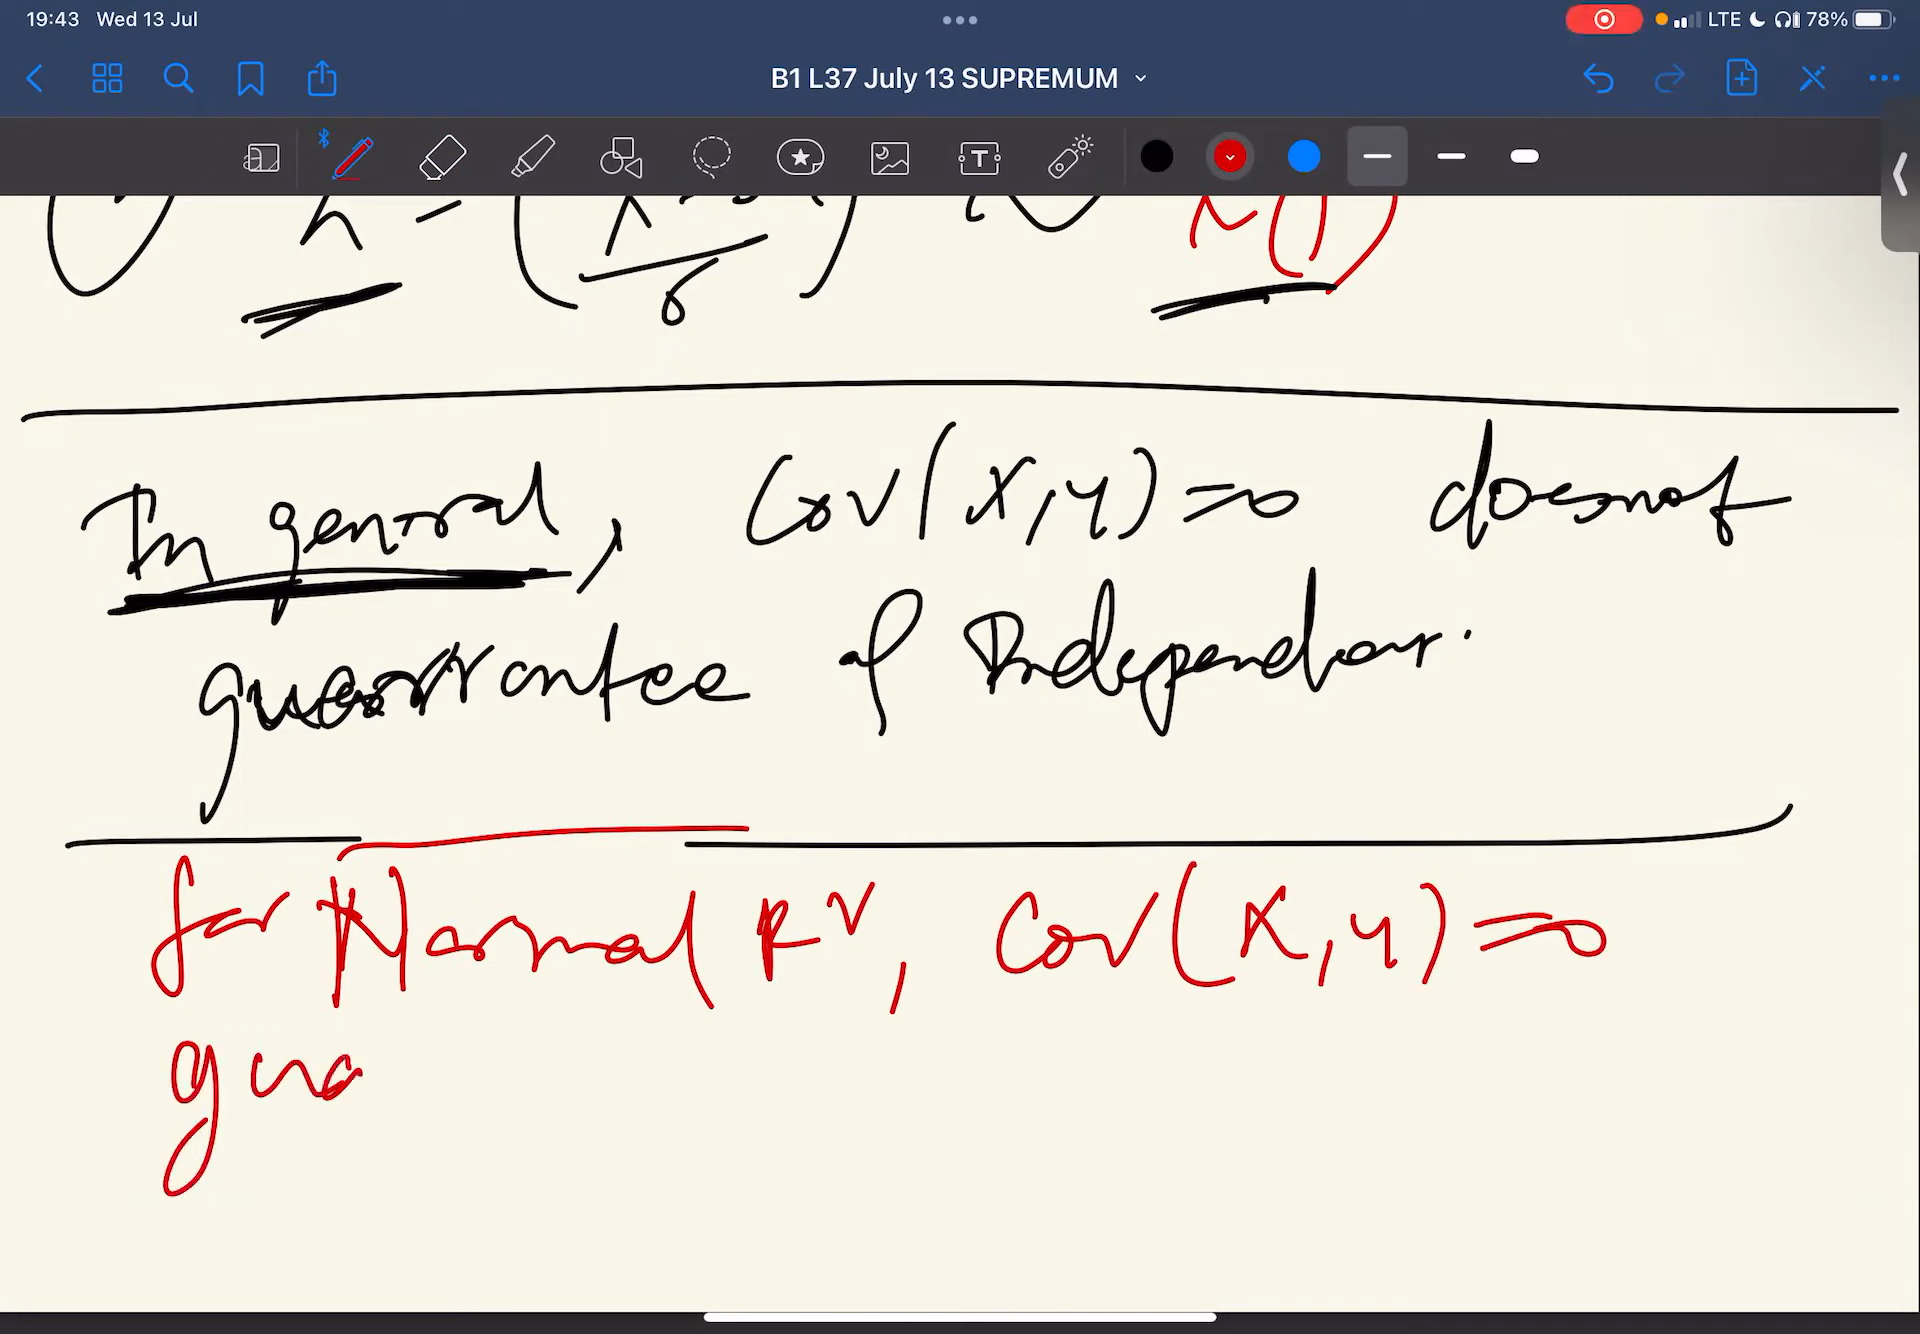 19:43 Wed 13 Jul
LTE 78%
B1 L37 July 13 SUPREMUM
In general, Cov(X,Y)=0 doesnot
guarrantee of Independence.
for Normal RV, Cov(X,Y)=0
gua